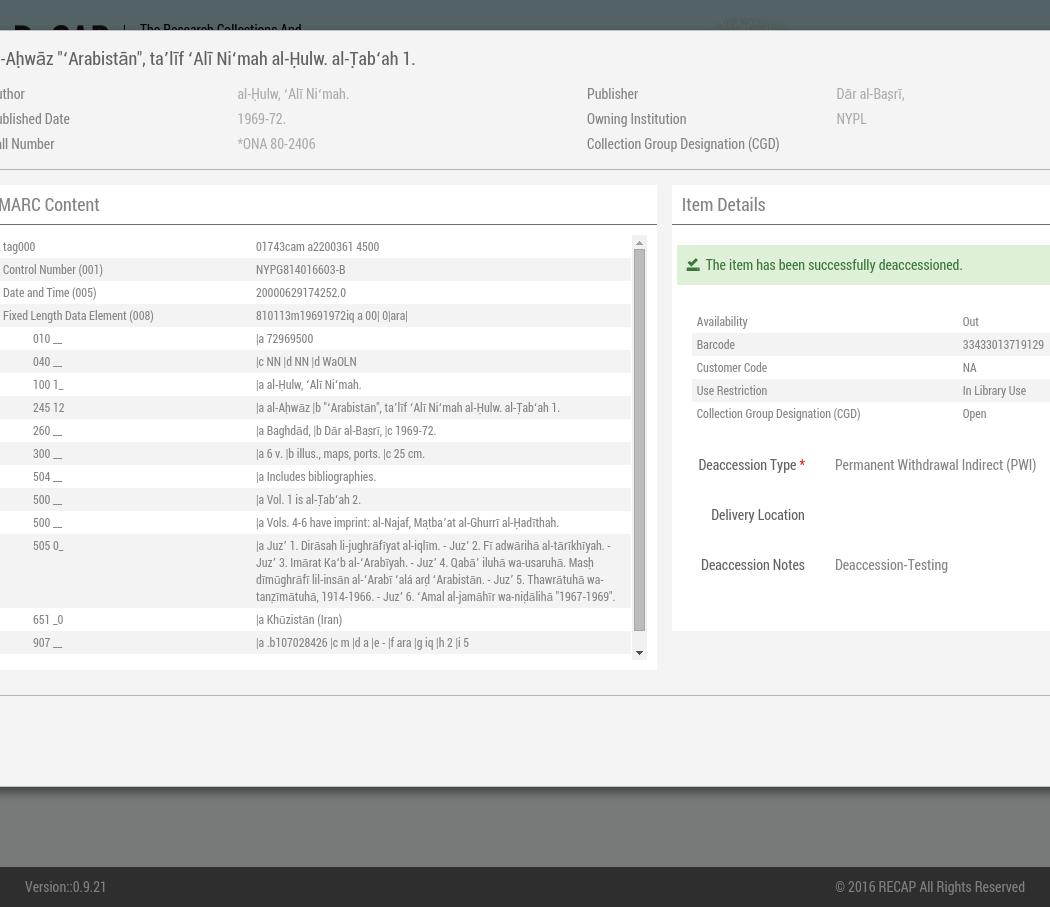 The Research Collections And
-Aḥwāz "ʻArabistān", taʼlīf ʻAlī Niʻmah al-Ḥulw. al-Ṭabʻah 1.
uthor al-Ḥulw, ʻAlī Niʻmah. Publisher Dār al-Baṣrī,
ublished Date 1969-72. Owning Institution NYPL
all Number *ONA 80-2406 Collection Group Designation (CGD)
MARC Content
tag000 01743cam a2200361 4500
Control Number (001) NYPG814016603-B
Date and Time (005) 20000629174252.0
Fixed Length Data Element (008) 810113m19691972iq a 00| 0|ara|
010 __ |a 72969500
040 __ |c NN |d NN |d WaOLN
100 1_ |a al-Ḥulw, ʻAlī Niʻmah.
245 12 |a al-Aḥwāz |b "ʻArabistān", taʼlīf ʻAlī Niʻmah al-Ḥulw. al-Ṭabʻah 1.
260 __ |a Baghdād, |b Dār al-Baṣrī, |c 1969-72.
300 __ |a 6 v. |b illus., maps, ports. |c 25 cm.
504 __ |a Includes bibliographies.
500 __ |a Vol. 1 is al-Ṭabʻah 2.
500 __ |a Vols. 4-6 have imprint: al-Najaf, Maṭbaʼat al-Ghurrī al-Ḥadīthah.
505 0_ |a Juzʼ 1. Dirāsah li-jughrāfīyat al-iqlīm. - Juzʼ 2. Fī adwārihā al-tārīkhīyah. -
Juzʼ 3. Imārat Kaʻb al-ʻArabīyah. - Juzʼ 4. Qabāʼ iluhā wa-usaruhā. Masḥ
dīmūghrāfī lil-insān al-ʻArabī ʻalá arḍ ʻArabistān. - Juzʼ 5. Thawrātuhā wa-
tanẓīmātuhā, 1914-1966. - Juzʼ 6. ʻAmal al-jamāhīr wa-niḍālihā "1967-1969".
651 _0 |a Khūzistān (Iran)
907 __ |a .b107028426 |c m |d a |e - |f ara |g iq |h 2 |i 5
Item Details
The item has been successfully deaccessioned.
Availability Out
Barcode 33433013719129
Customer Code NA
Use Restriction In Library Use
Collection Group Designation (CGD) Open
Deaccession Type * Permanent Withdrawal Indirect (PWI)
Delivery Location
Deaccession Notes Deaccession-Testing
Version::0.9.21 © 2016 RECAP All Rights Reserved